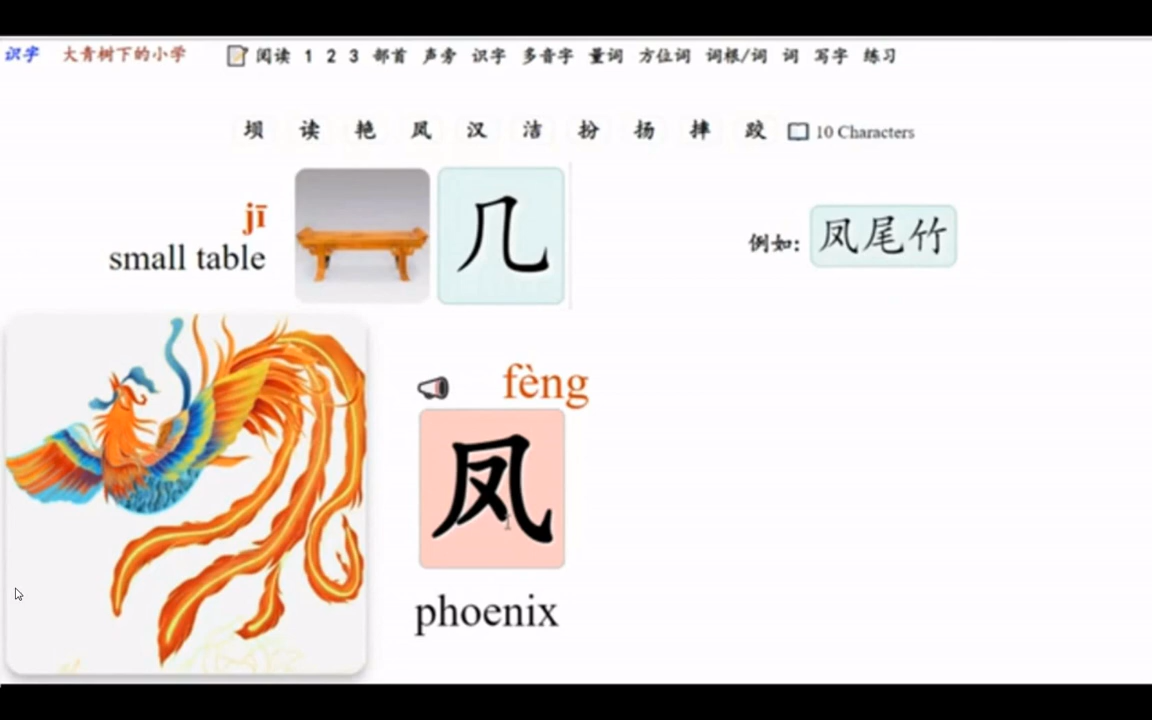 识字 大青树下的小学 阅读 1 2 3 部首 声旁 识字 多音字 量词 方位词 词根/词 词 写字 练习
坝 读 艳 凤 汉 洁 扮 扬 摔 跤 10 Characters
jī
small table
几
例如: 凤尾竹
fèng
凤
phoenix